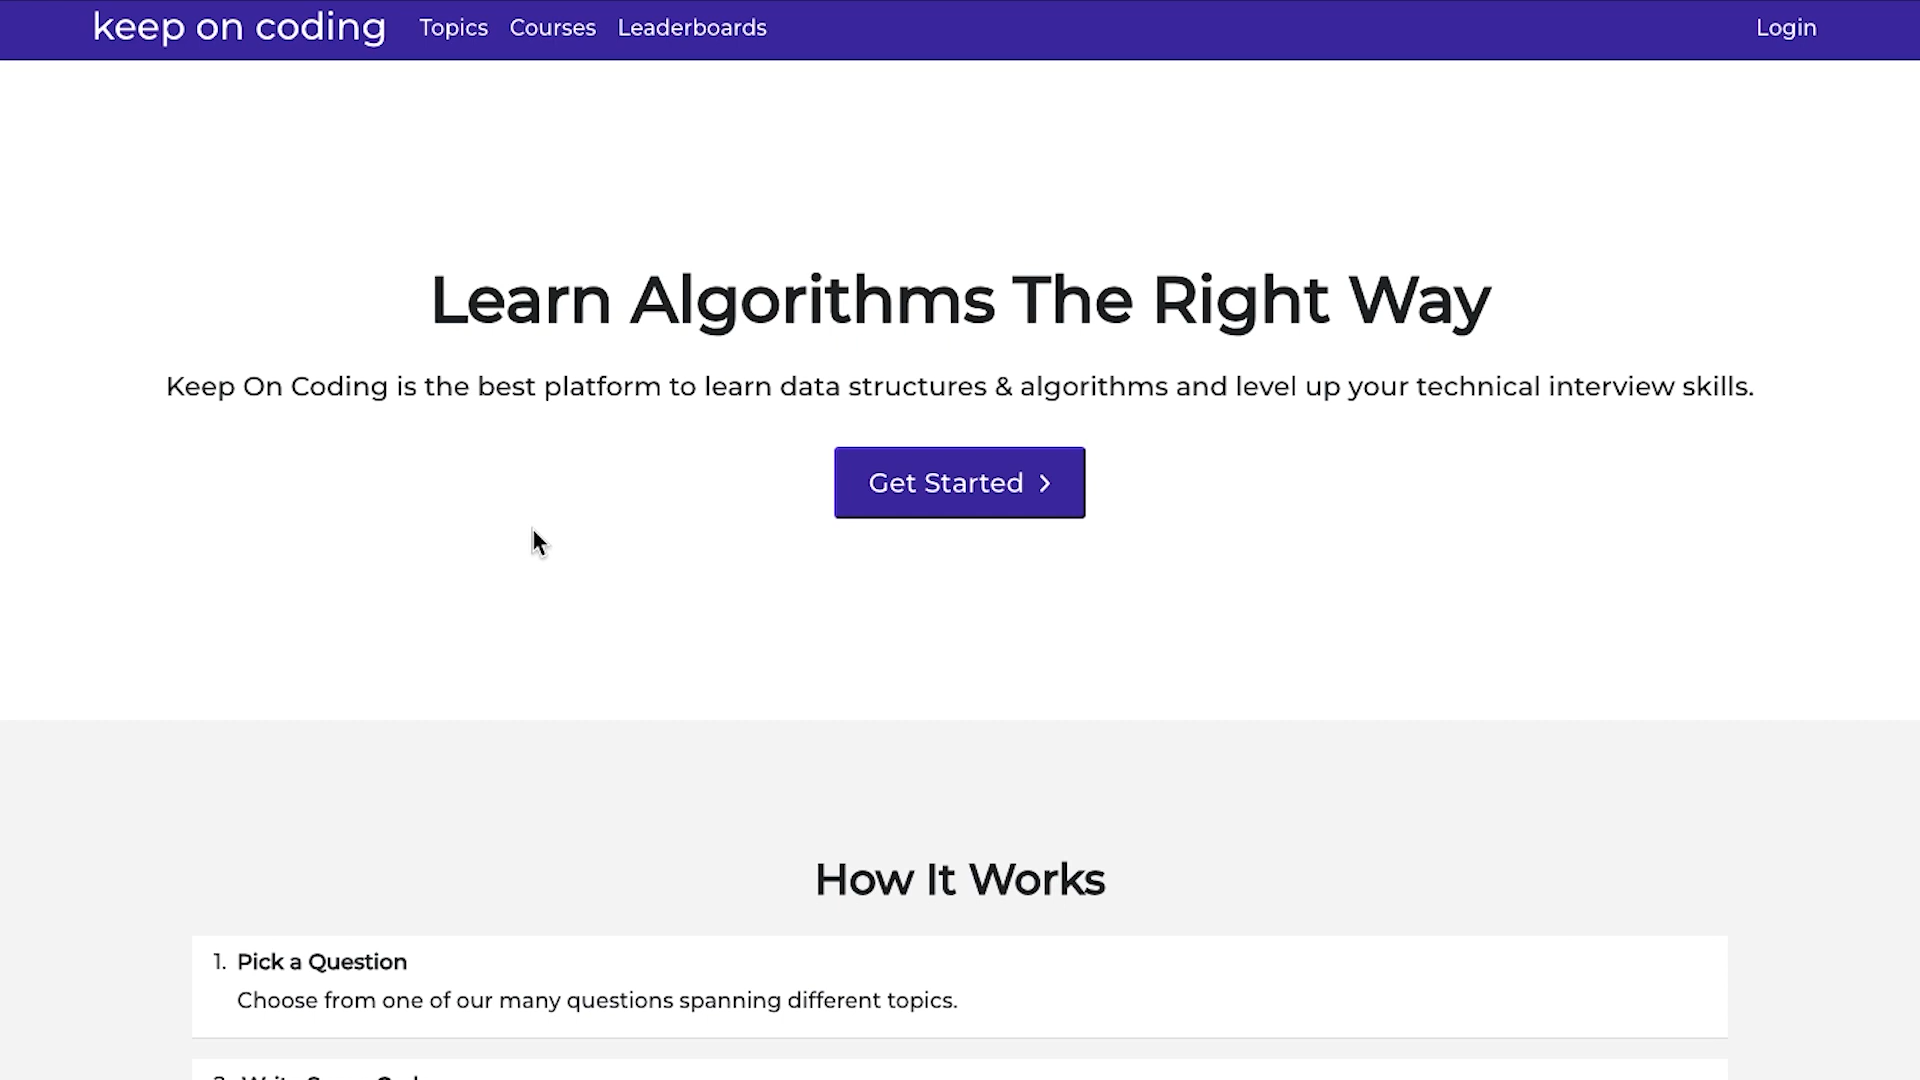 keep on coding Topics Courses Leaderboards Login
Learn Algorithms The Right Way
Keep On Coding is the best platform to learn data structures & algorithms and level up your technical interview skills.
Get Started
How It Works
1. Pick a Question
Choose from one of our many questions spanning different topics.